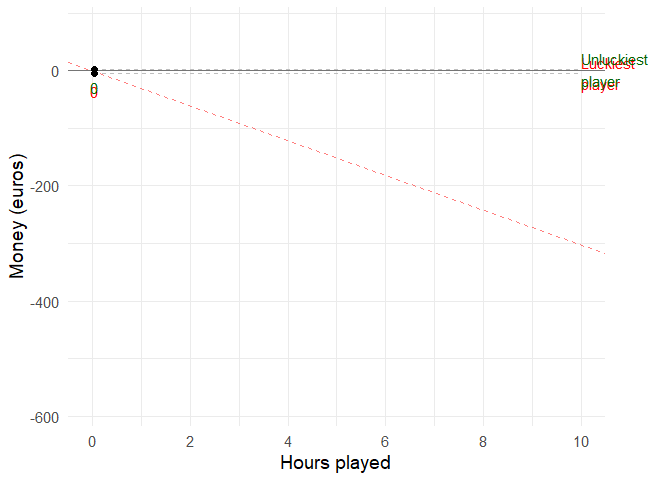 Unluckiest
Luckiest
player
player
0
0
0
-200
-400
-600
0
2
4
6
8
10
Hours played
Money (euros)